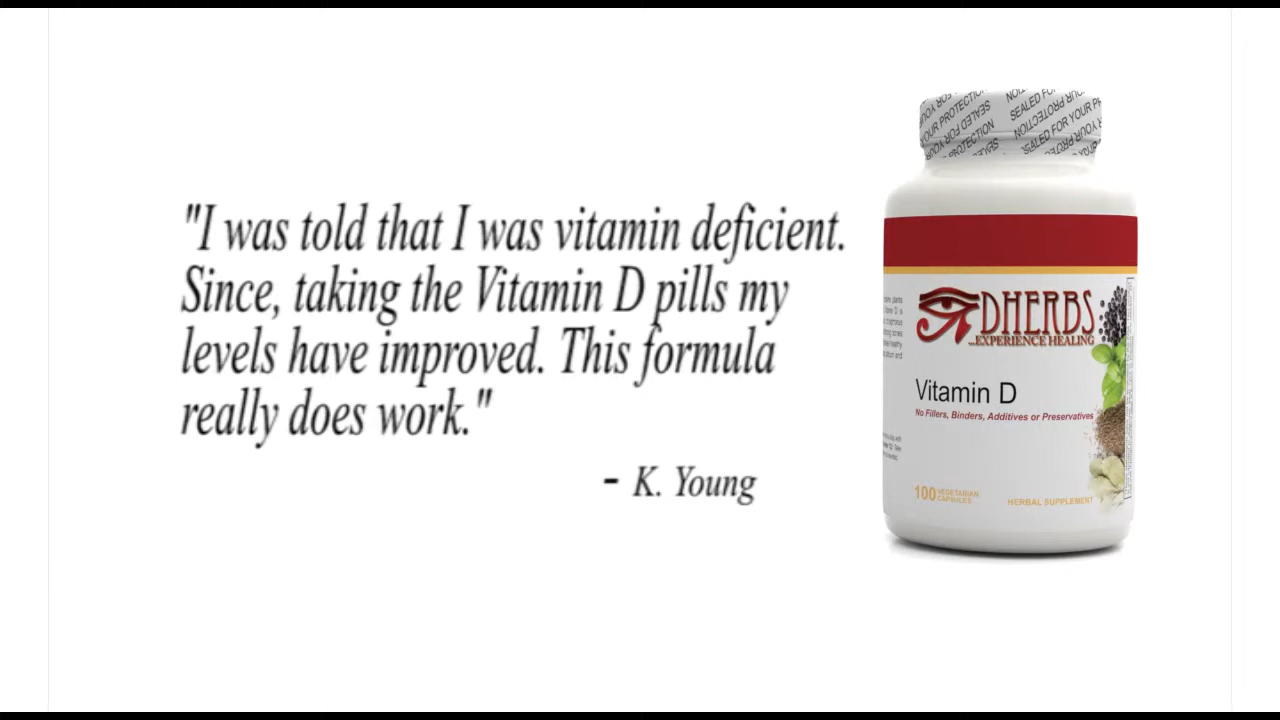 "I was told that I was vitamin deficient.
Since, taking the Vitamin D pills my
levels have improved. This formula
really does work."
- K. Young
SEALED FOR YOUR PROTECTION
DHERBS
...EXPERIENCE HEALING
Vitamin D
No Fillers, Binders, Additives or Preservatives
100 VEGETARIAN
CAPSULES
HERBAL SUPPLEMENT